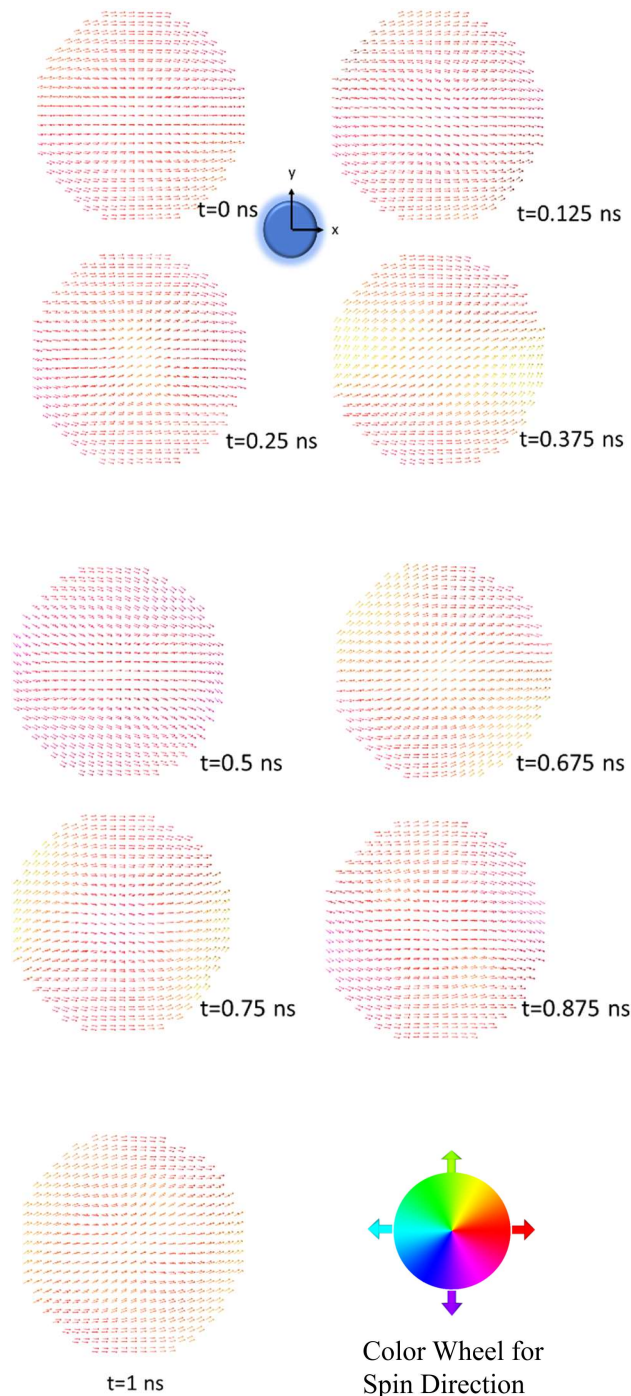 t=0 ns
y
x
t=0.125 ns
t=0.25 ns
t=0.375 ns
t=0.5 ns
t=0.675 ns
t=0.75 ns
t=0.875 ns
t=1 ns
Color Wheel for
Spin Direction